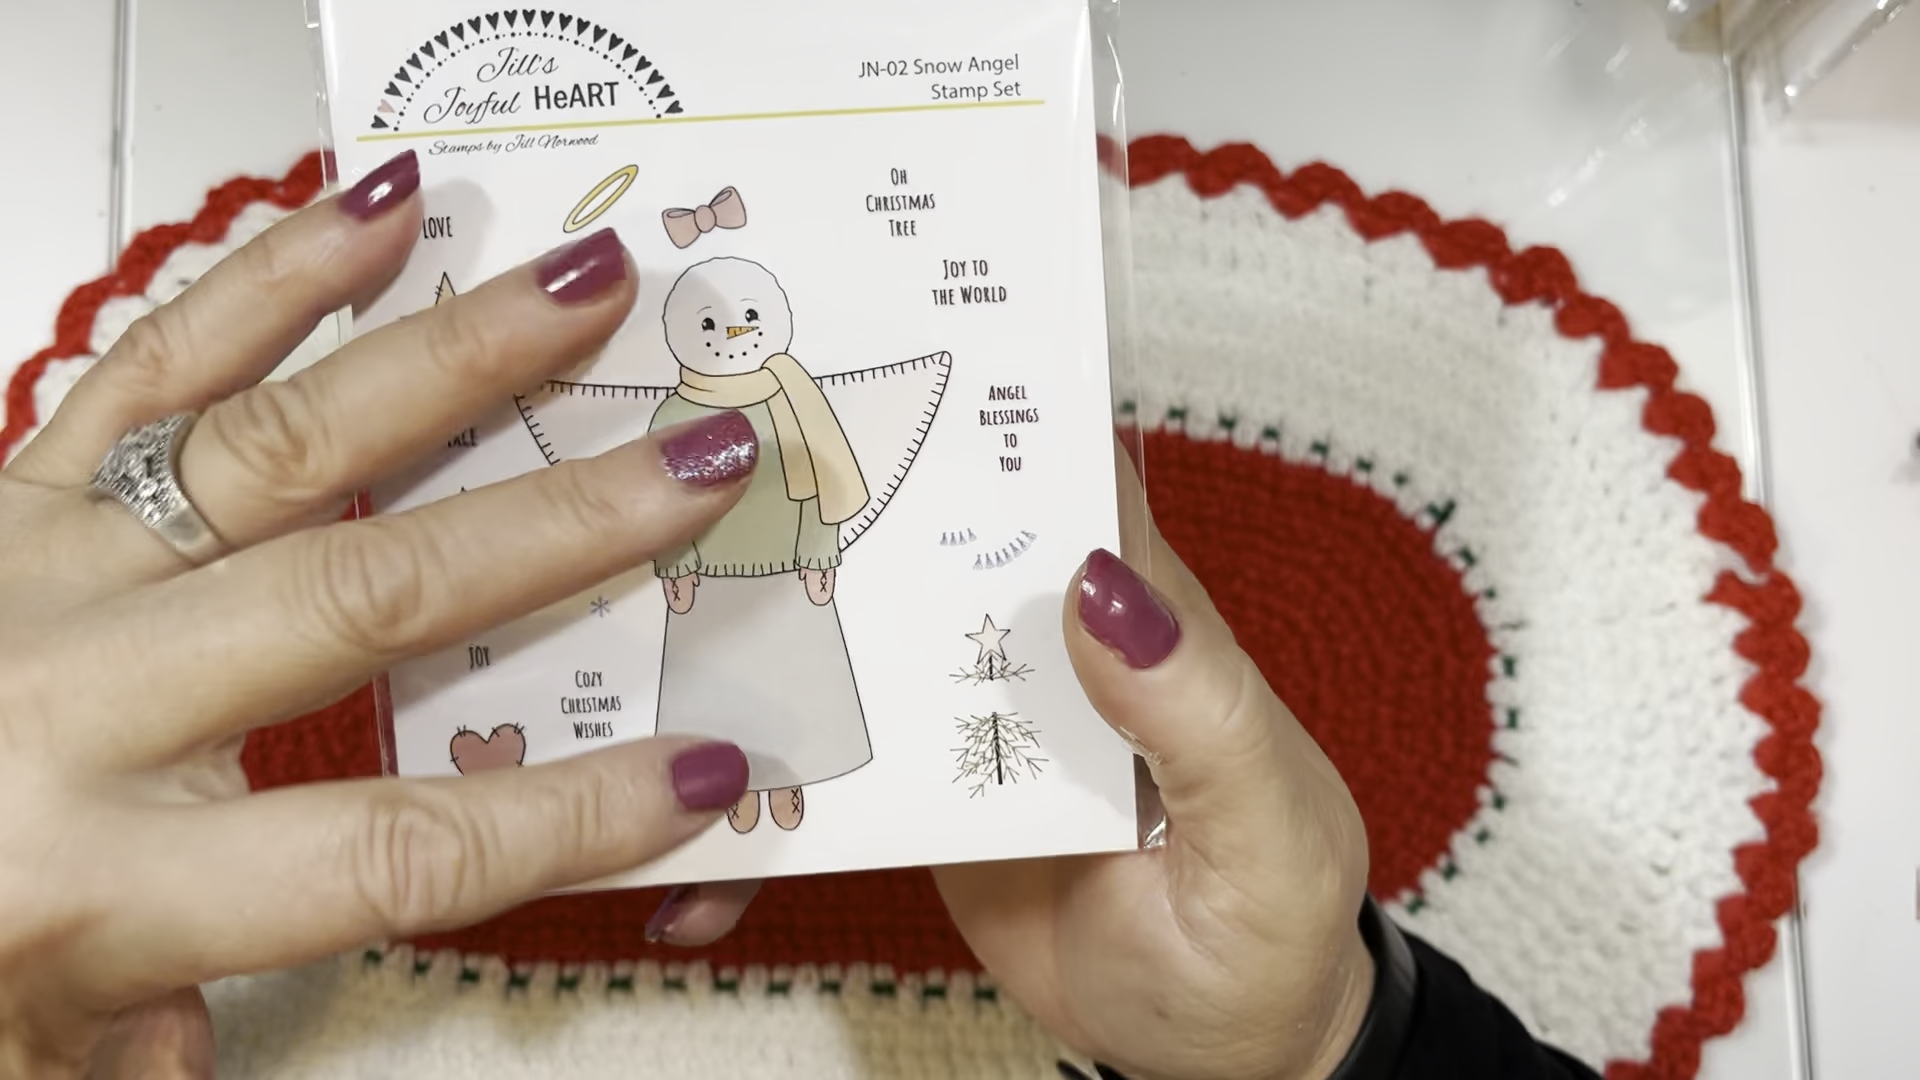 Jill's
Joyful HeART
Stamps by Jill Norwood
JN-02 Snow Angel
Stamp Set
LOVE
OH
CHRISTMAS
TREE
JOY TO
THE WORLD
ANGEL
BLESSINGS
TO
YOU
JOY
COZY
CHRISTMAS
WISHES